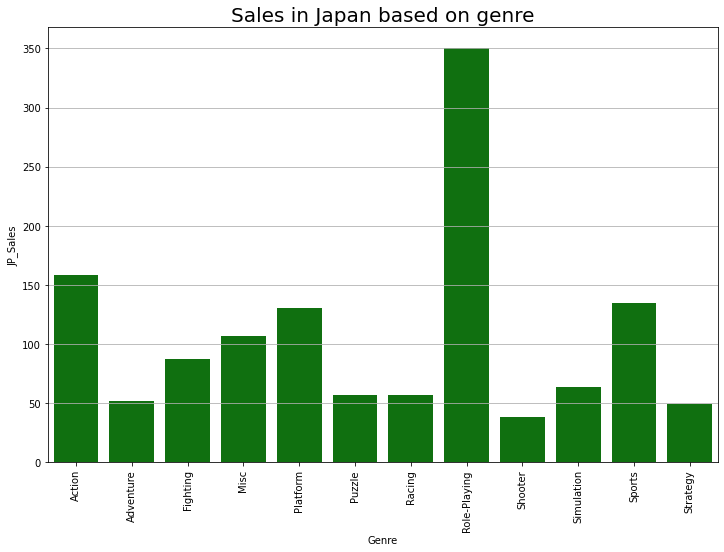 Sales in Japan based on genre
350
300
250
200
150
100
50
0
JP_Sales
Action
Adventure
Fighting
Misc
Platform
Puzzle
Racing
Role-Playing
Shooter
Simulation
Sports
Strategy
Genre